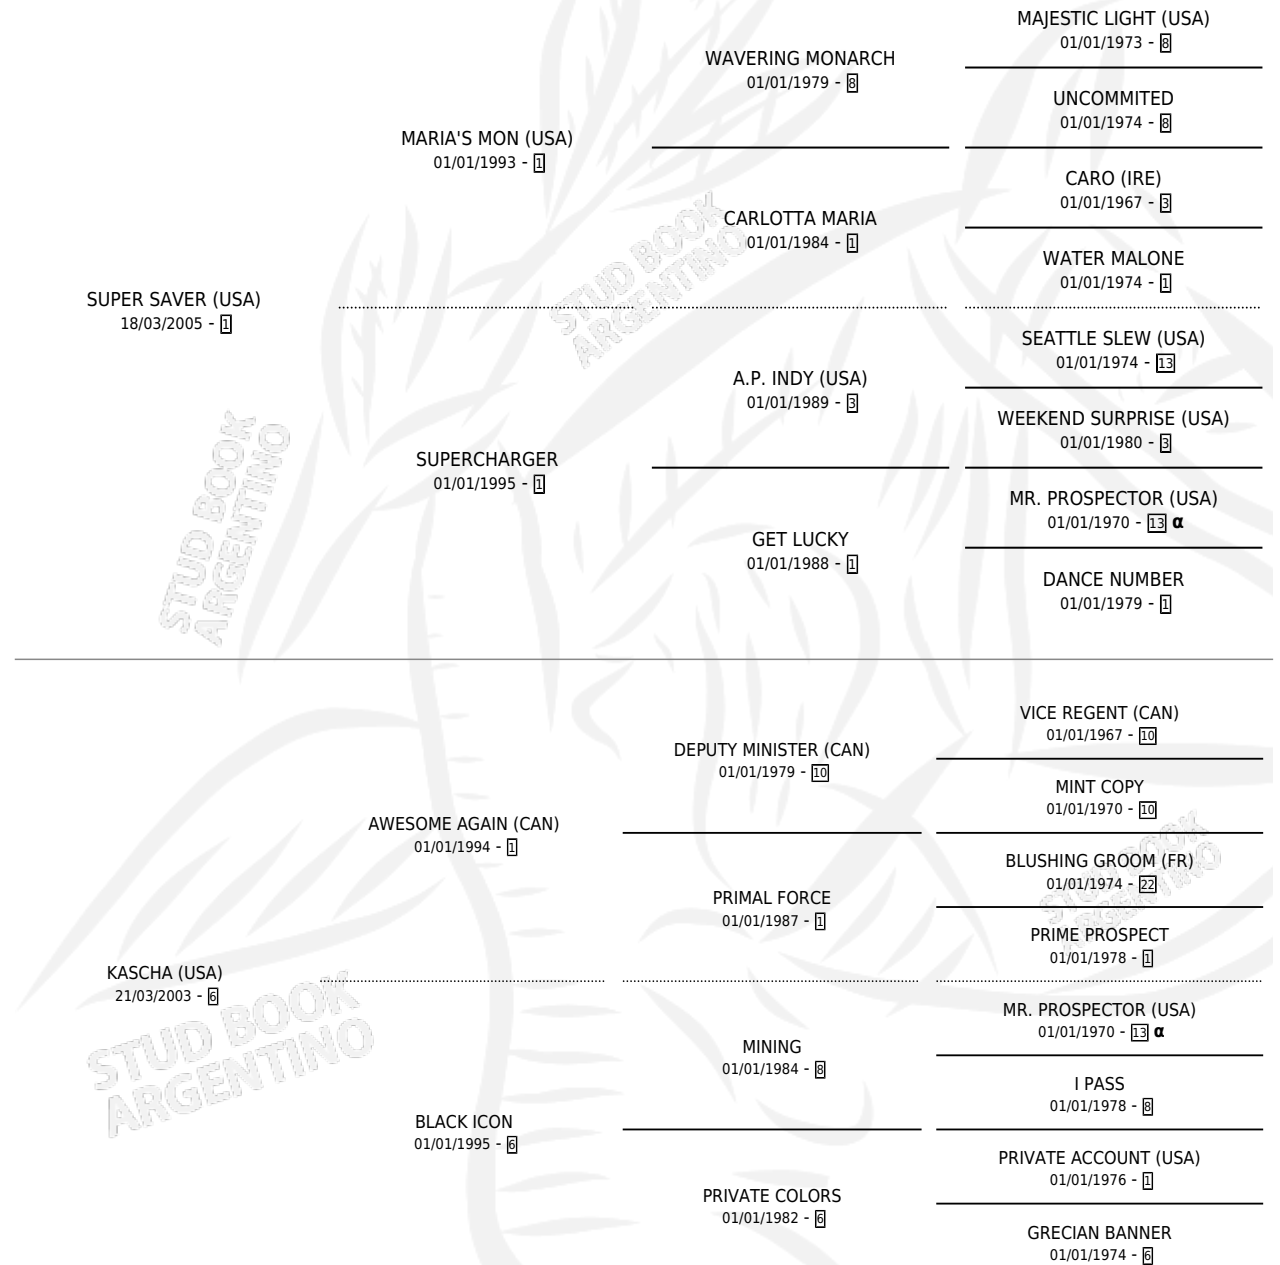 MAJESTIC LIGHT (USA)
01/01/1973 - 8
WAVERING MONARCH
01/01/1979 - 8
UNCOMMITED
01/01/1974 - 8
MARIA'S MON (USA)
01/01/1993 - 1
CARO (IRE)
01/01/1967 - 3
CARLOTTA MARIA
01/01/1984 - 1
WATER MALONE
01/01/1974 - 1
SUPER SAVER (USA)
18/03/2005 - 1
SEATTLE SLEW (USA)
01/01/1974 - 13
A.P. INDY (USA)
01/01/1989 - 3
WEEKEND SURPRISE (USA)
01/01/1980 - 3
SUPERCHARGER
01/01/1995 - 1
MR. PROSPECTOR (USA)
01/01/1970 - 13 α
GET LUCKY
01/01/1988 - 1
DANCE NUMBER
01/01/1979 - 1
VICE REGENT (CAN)
01/01/1967 - 10
DEPUTY MINISTER (CAN)
01/01/1979 - 10
MINT COPY
01/01/1970 - 10
AWESOME AGAIN (CAN)
01/01/1994 - 1
BLUSHING GROOM (FR)
01/01/1974 - 22
PRIMAL FORCE
01/01/1987 - 1
PRIME PROSPECT
01/01/1978 - 1
KASCHA (USA)
21/03/2003 - 6
MR. PROSPECTOR (USA)
01/01/1970 - 13 α
MINING
01/01/1984 - 8
I PASS
01/01/1978 - 8
BLACK ICON
01/01/1995 - 6
PRIVATE ACCOUNT (USA)
01/01/1976 - 1
PRIVATE COLORS
01/01/1982 - 6
GRECIAN BANNER
01/01/1974 - 6
STUD BOOK
ARGENTINO
STUD BOOK
ARGENTINO
STUD BOOK
ARGENTINO
STUD BOOK
ARGENTINO